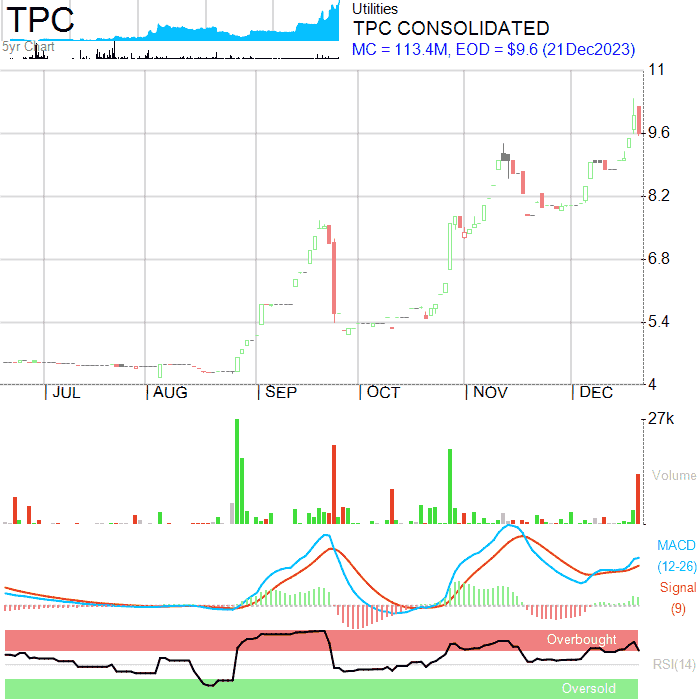 TPC
5yr Chart
Utilities
TPC CONSOLIDATED
MC = 113.4M, EOD = $9.6 (21Dec2023)
11
9.6
8.2
6.8
5.4
4
JUL AUG SEP OCT NOV DEC
27k
Volume
MACD
(12-26)
Signal
(9)
Overbought
RSI(14)
Oversold